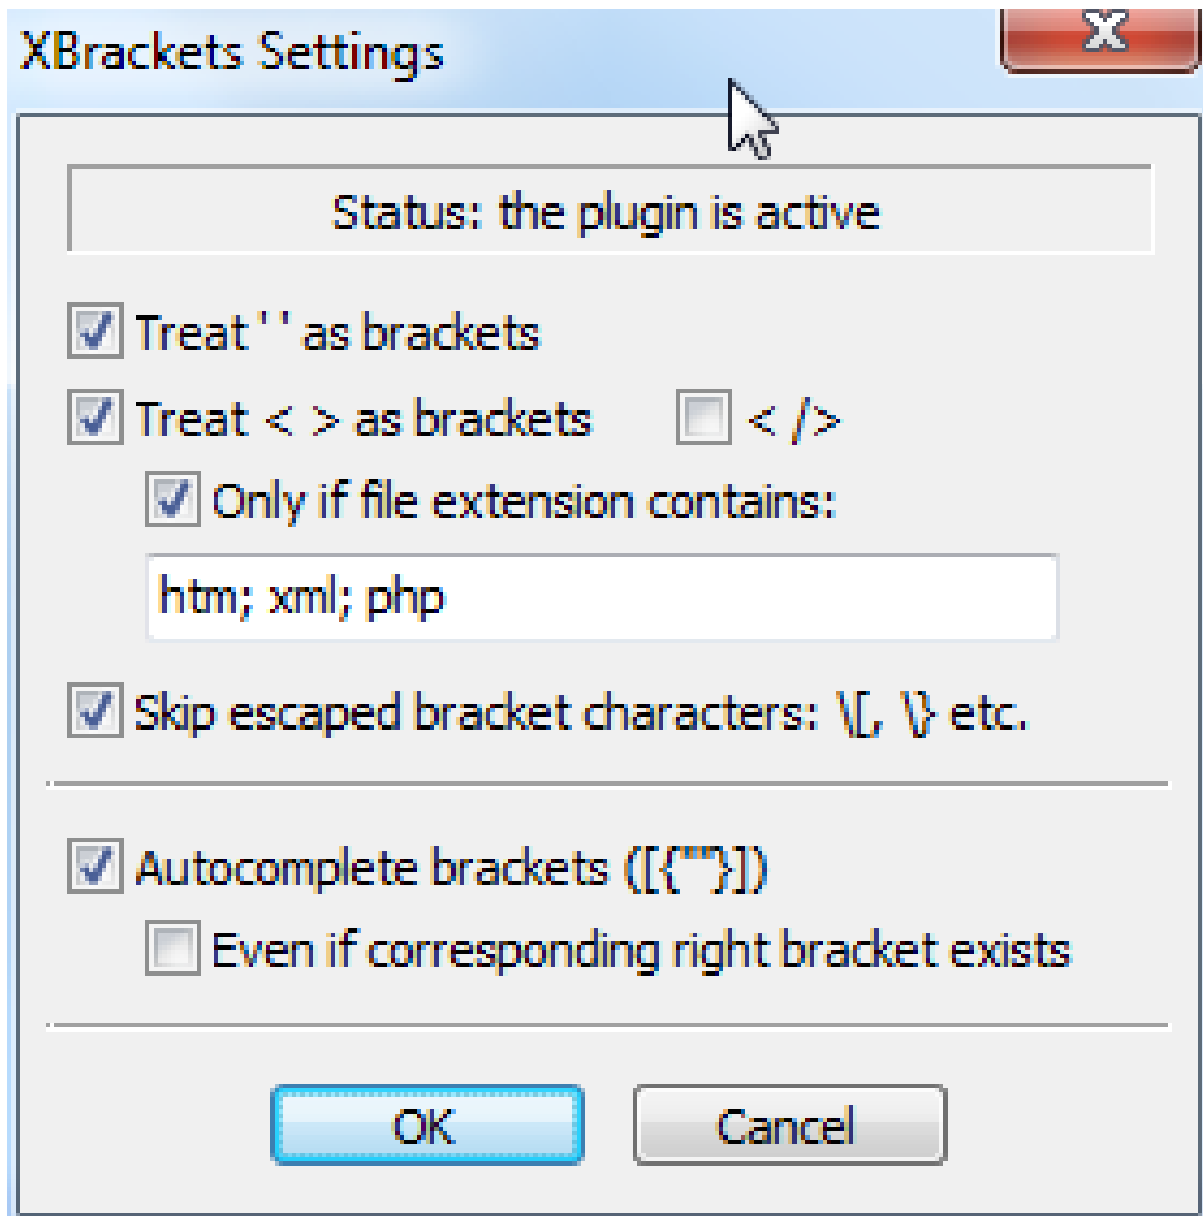 XBrackets Settings
X
Status: the plugin is active
Treat ' ' as brackets
Treat < > as brackets < />
Only if file extension contains:
htm; xml; php
Skip escaped bracket characters: \[, \} etc.
Autocomplete brackets ([{""}])
Even if corresponding right bracket exists
OK Cancel